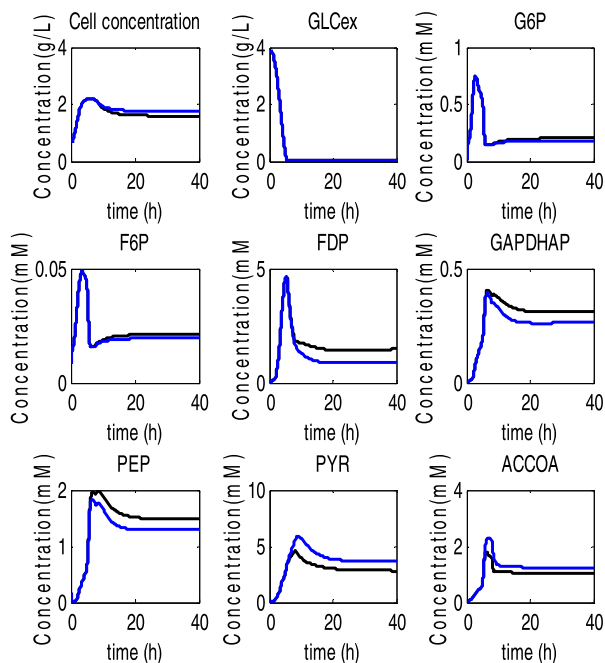 Cell concentration
GLCex
G6P
Concentration(g/L)
4
2
0
0 20 40
time (h)
Concentration(g/L)
4
2
0
0 20 40
time (h)
Concentration(mM)
1
0.5
0
0 20 40
time (h)
F6P
FDP
GAPDHAP
Concentration(mM)
0.05
0
0 20 40
time (h)
Concentration(mM
5
0
0 20 40
time (h)
Concentration(mM)
0.5
0
0 20 40
time (h)
PEP
PYR
ACCOA
Concentration(mM)
2
1
0
0 20 40
time (h)
Concentration(mM)
10
5
0
0 20 40
time (h)
Concentration(mM)
4
2
0
0 20 40
time (h)